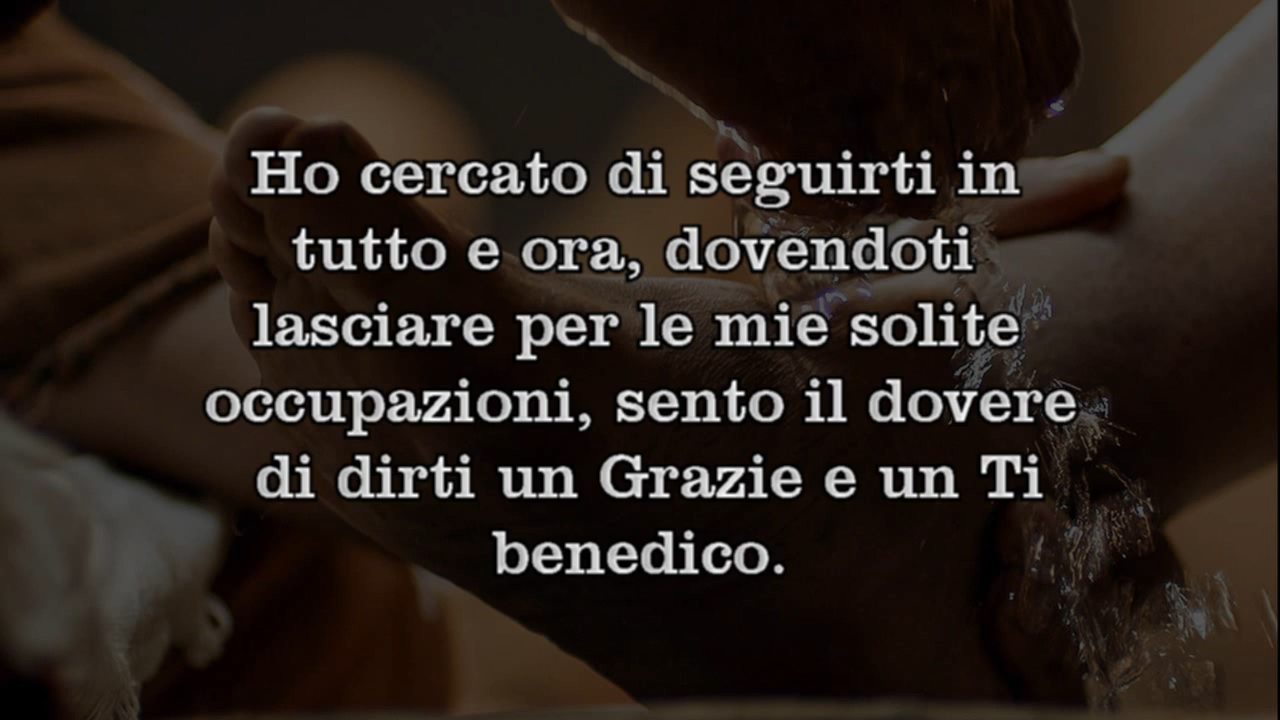 Ho cercato di seguirti in
tutto e ora, dovendoti
lasciare per le mie solite
occupazioni, sento il dovere
di dirti un Grazie e un Ti
benedico.